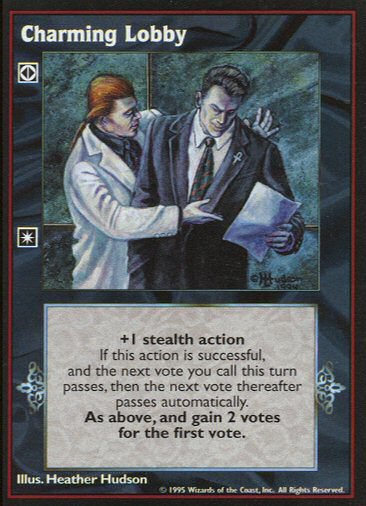 Charming Lobby
© HHudson
1994
+1 stealth action
If this action is successful,
and the next vote you call this turn
passes, then the next vote thereafter
passes automatically.
As above, and gain 2 votes
for the first vote.
Illus. Heather Hudson
© 1995 Wizards of the Coast, Inc. All Rights Reserved.